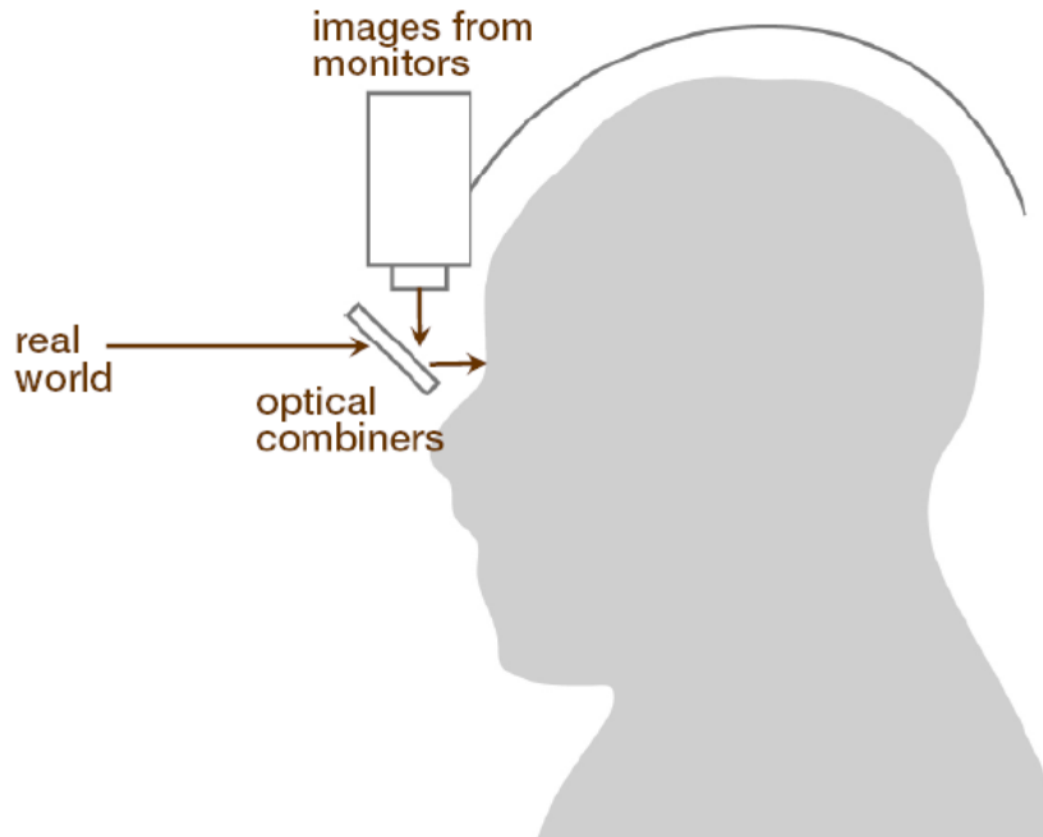 images from
monitors
real
world
optical
combiners